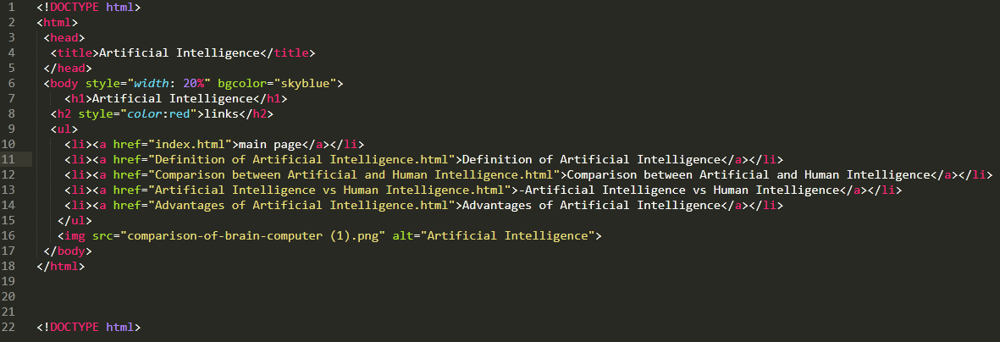 1 <!DOCTYPE html>
2 <html>
3 <head>
4 <title>Artificial Intelligence</title>
5 </head>
6 <body style="width: 20%" bgcolor="skyblue">
7 <h1>Artificial Intelligence</h1>
8 <h2 style="color:red">links</h2>
9 <ul>
10 <li><a href="index.html">main page</a></li>
11 <li><a href="Definition of Artificial Intelligence.html">Definition of Artificial Intelligence</a></li>
12 <li><a href="Comparison between Artificial and Human Intelligence.html">Comparison between Artificial and Human Intelligence</a></li>
13 <li><a href="Artificial Intelligence vs Human Intelligence.html">-Artificial Intelligence vs Human Intelligence</a></li>
14 <li><a href="Advantages of Artificial Intelligence.html">Advantages of Artificial Intelligence</a></li>
15 </ul>
16 <img src="comparison-of-brain-computer (1).png" alt="Artificial Intelligence">
17 </body>
18 </html>
19
20
21
22 <!DOCTYPE html>